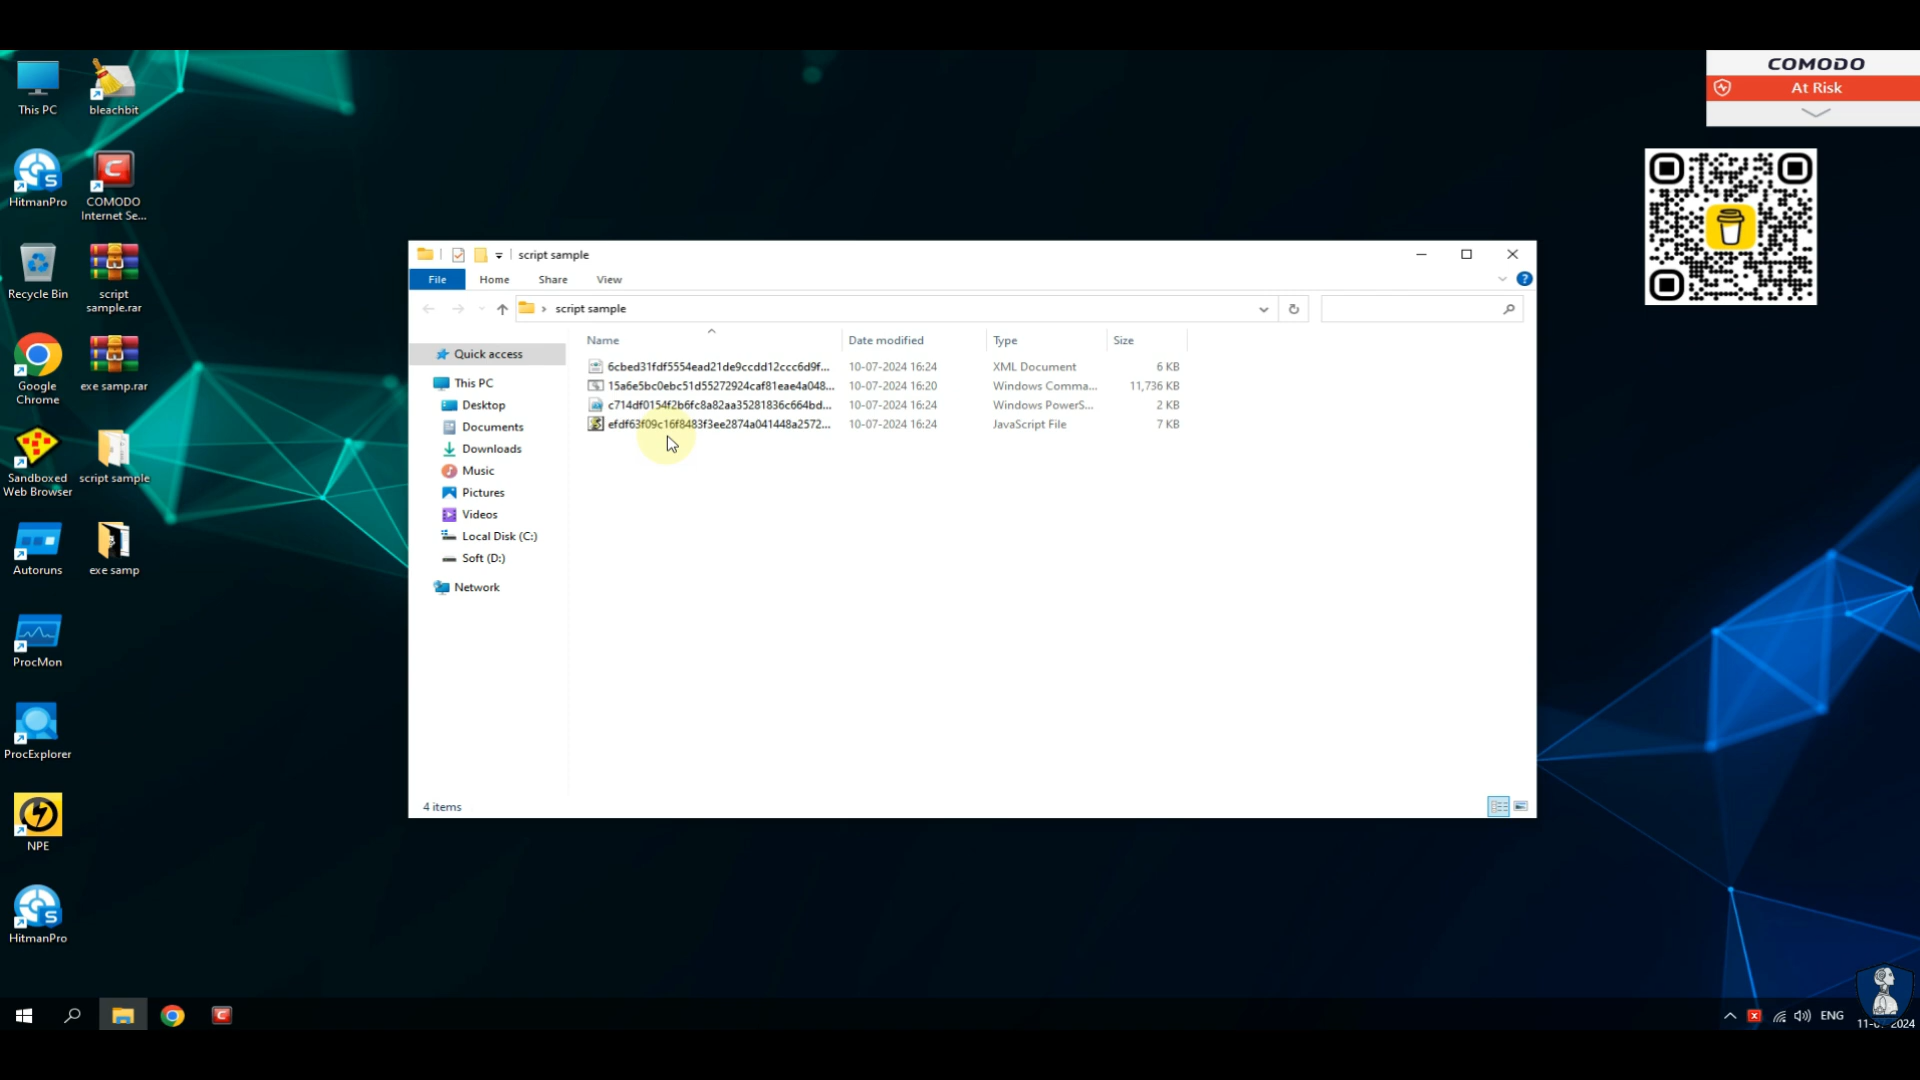 This PC
bleachbit
HitmanPro
COMODO
Internet Se...
Recycle Bin
script
sample.rar
Google
Chrome
exe samp.rar
Sandboxed
Web Browser
script sample
Autoruns
exe samp
ProcMon
ProcExplorer
NPE
HitmanPro
COMODO
At Risk
script sample
File
Home
Share
View
script sample
Name
Date modified
Type
Size
Quick access
This PC
Desktop
Documents
Downloads
Music
Pictures
Videos
Local Disk (C:)
Soft (D:)
Network
6cbed31fdf5554ead21de9ccdd12ccc6d9f... 10-07-2024 16:24 XML Document 6 KB
15a6e5bc0ebc51d55272924caf81eae4a048... 10-07-2024 16:20 Windows Comma... 11,736 KB
c714df0154f2b6fc8a82aa35281836c664bd... 10-07-2024 16:24 Windows PowerS... 2 KB
efdf63f09c16f8483f3ee2874a041448a2572... 10-07-2024 16:24 JavaScript File 7 KB
4 items
ENG